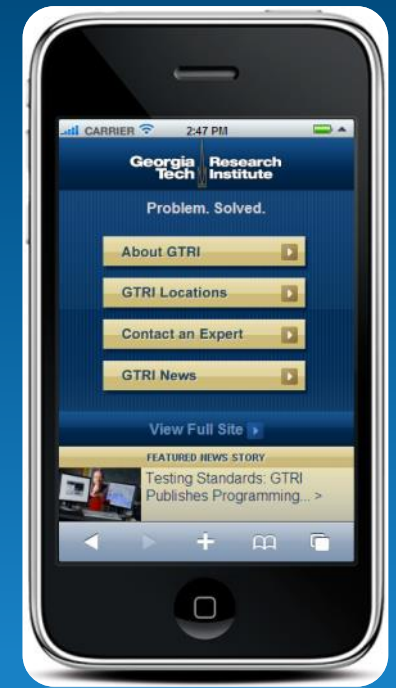 CARRIER 2:47 PM
Georgia Research
Tech Institute
Problem. Solved.
About GTRI
GTRI Locations
Contact an Expert
GTRI News
View Full Site
FEATURED NEWS STORY
Testing Standards: GTRI
Publishes Programming... >